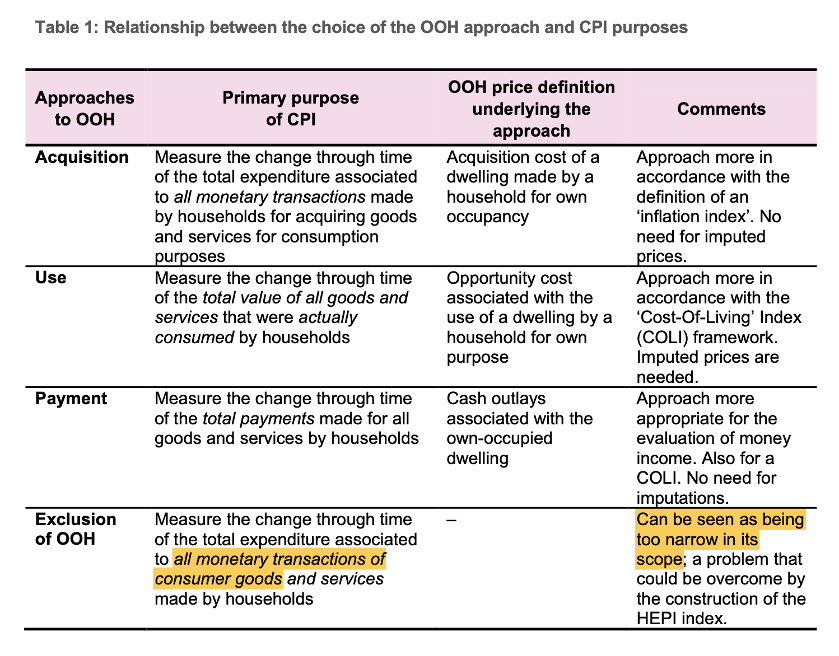 Table 1: Relationship between the choice of the OOH approach and CPI purposes
Approaches
to OOH
Primary purpose
of CPI
OOH price definition
underlying the
approach
Comments
Acquisition
Measure the change through time
of the total expenditure associated
to all monetary transactions made
by households for acquiring goods
and services for consumption
purposes
Acquisition cost of a
dwelling made by a
household for own
occupancy
Approach more in
accordance with the
definition of an
‘inflation index’. No
need for imputed
prices.
Use
Measure the change through time
of the total value of all goods and
services that were actually
consumed by households
Opportunity cost
associated with the
use of a dwelling by a
household for own
purpose
Approach more in
accordance with the
‘Cost-Of-Living’ Index
(COLI) framework.
Imputed prices are
needed.
Payment
Measure the change through time
of the total payments made for all
goods and services by households
Cash outlays
associated with the
own-occupied
dwelling
Approach more
appropriate for the
evaluation of money
income. Also for a
COLI. No need for
imputations.
Exclusion
of OOH
Measure the change through time
of the total expenditure associated
to all monetary transactions of
consumer goods and services
made by households
–
Can be seen as being
too narrow in its
scope; a problem that
could be overcome by
the construction of the
HEPI index.